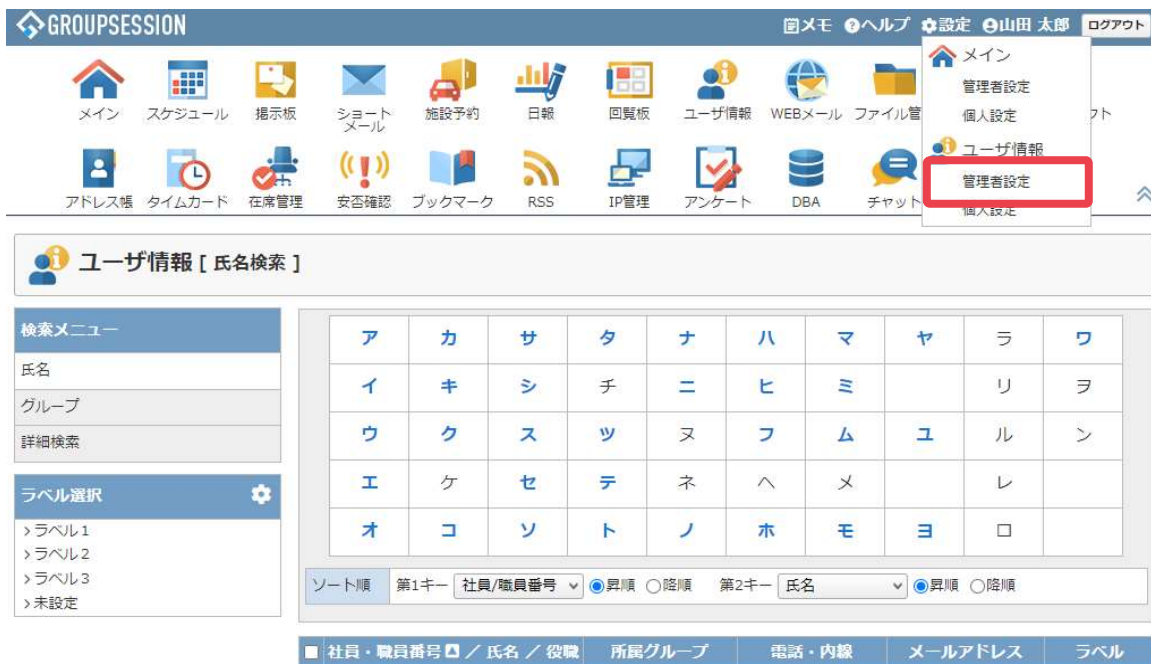 GROUPSESSION
メモ ヘルプ 設定 山田 太郎 ログアウト
メイン
管理者設定
個人設定
ユーザ情報
管理者設定
個人設定
メイン スケジュール 掲示板 ショートメール 施設予約 日報 回覧板 ユーザ情報 WEBメール ファイル管
アドレス帳 タイムカード 在席管理 安否確認 ブックマーク RSS IP管理 アンケート DBA チャット
ユーザ情報 [ 氏名検索 ]
検索メニュー
氏名
グループ
詳細検索
ラベル選択
>ラベル1
>ラベル2
>ラベル3
>未設定
ア カ サ タ ナ ハ マ ヤ ラ ワ
イ キ シ チ ニ ヒ ミ リ ヲ
ウ ク ス ツ ヌ フ ム ユ ル ン
エ ケ セ テ ネ ヘ メ レ
オ コ ソ ト ノ ホ モ ヨ ロ
ソート順 第1キー 社員/職員番号 昇順 降順 第2キー 氏名 昇順 降順
社員・職員番号 / 氏名 / 役職 所属グループ 電話・内線 メールアドレス ラベル